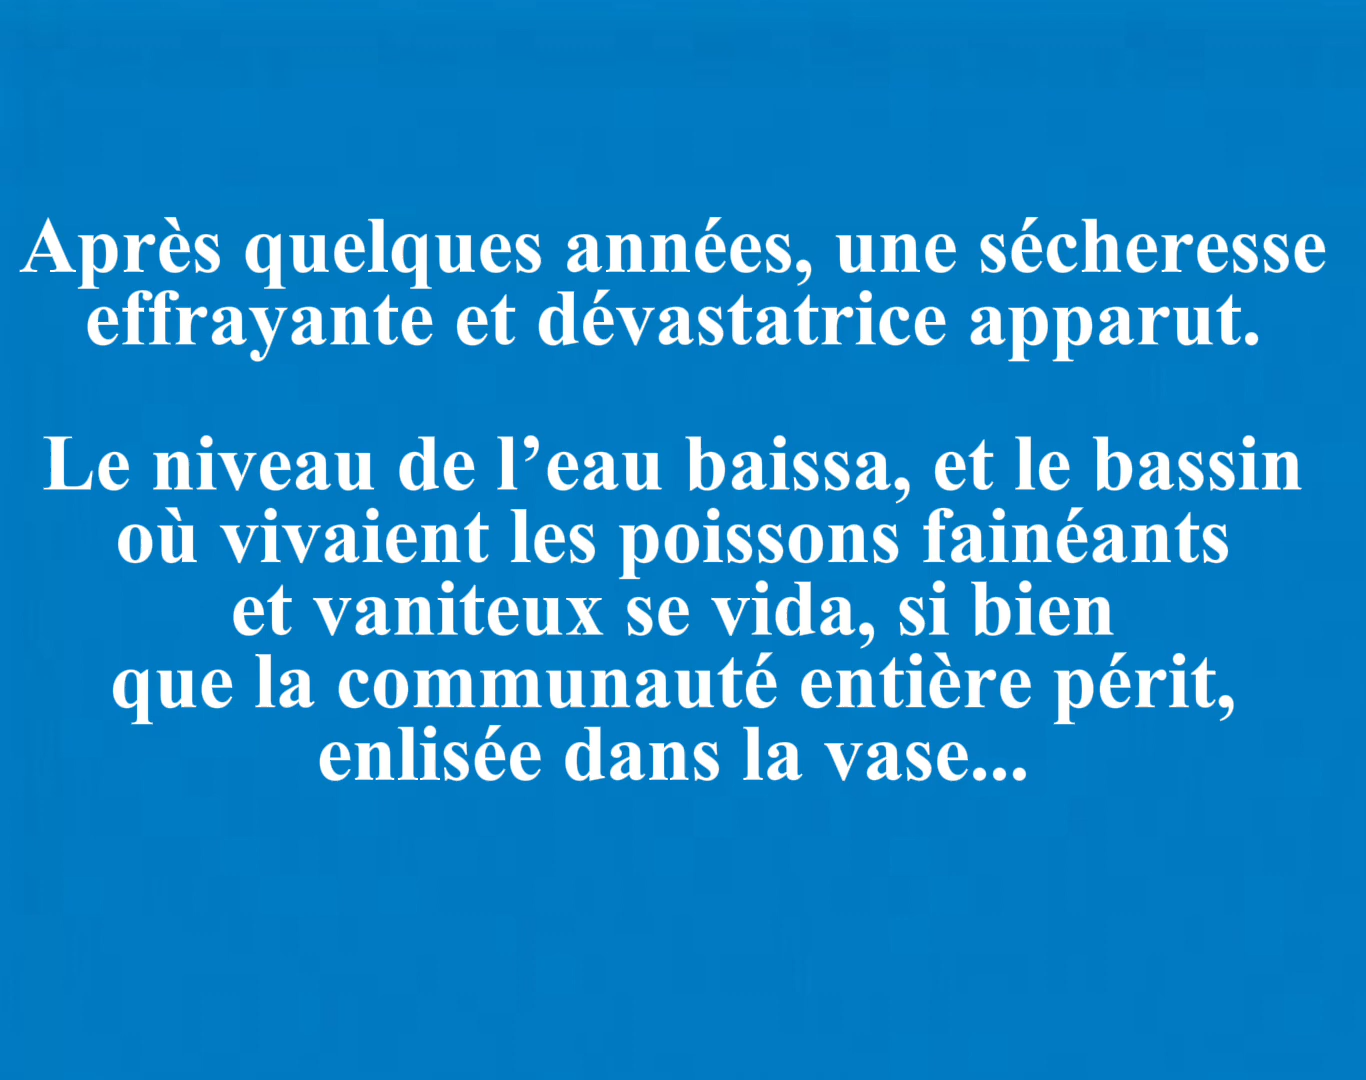 Après quelques années, une sécheresse
effrayante et dévastatrice apparut.
Le niveau de l’eau baissa, et le bassin
où vivaient les poissons fainéants
et vaniteux se vida, si bien
que la communauté entière périt,
enlisée dans la vase...